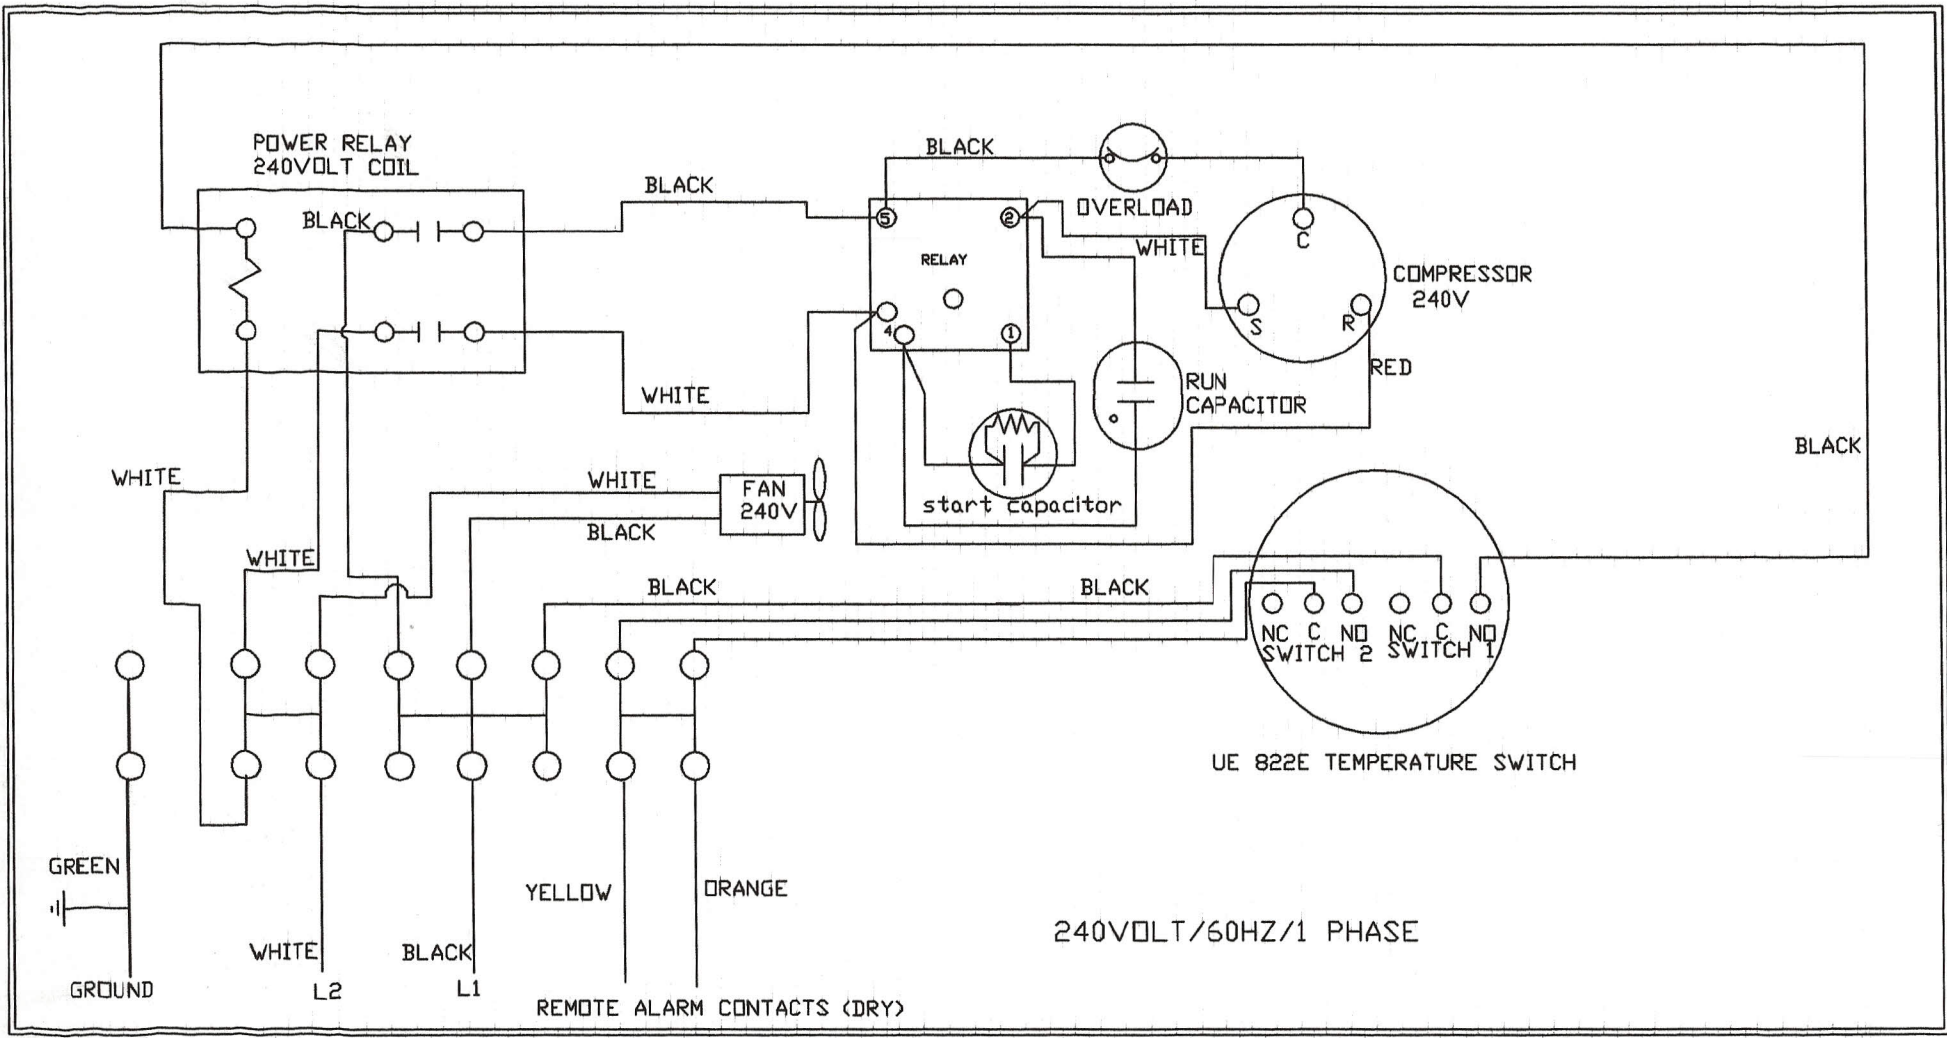 POWER RELAY
240VOLT COIL
BLACK
BLACK
BLACK
OVERLOAD
WHITE
5
2
RELAY
4
1
C
S
R
COMPRESSOR
240V
RED
RUN
CAPACITOR
WHITE
BLACK
WHITE
WHITE
FAN
240V
BLACK
start capacitor
WHITE
BLACK
BLACK
NC C NO NC C NO
SWITCH 2 SWITCH 1
UE 822E TEMPERATURE SWITCH
GREEN
YELLOW
ORANGE
WHITE
BLACK
240VOLT/60HZ/1 PHASE
GROUND
L2
L1
REMOTE ALARM CONTACTS (DRY)